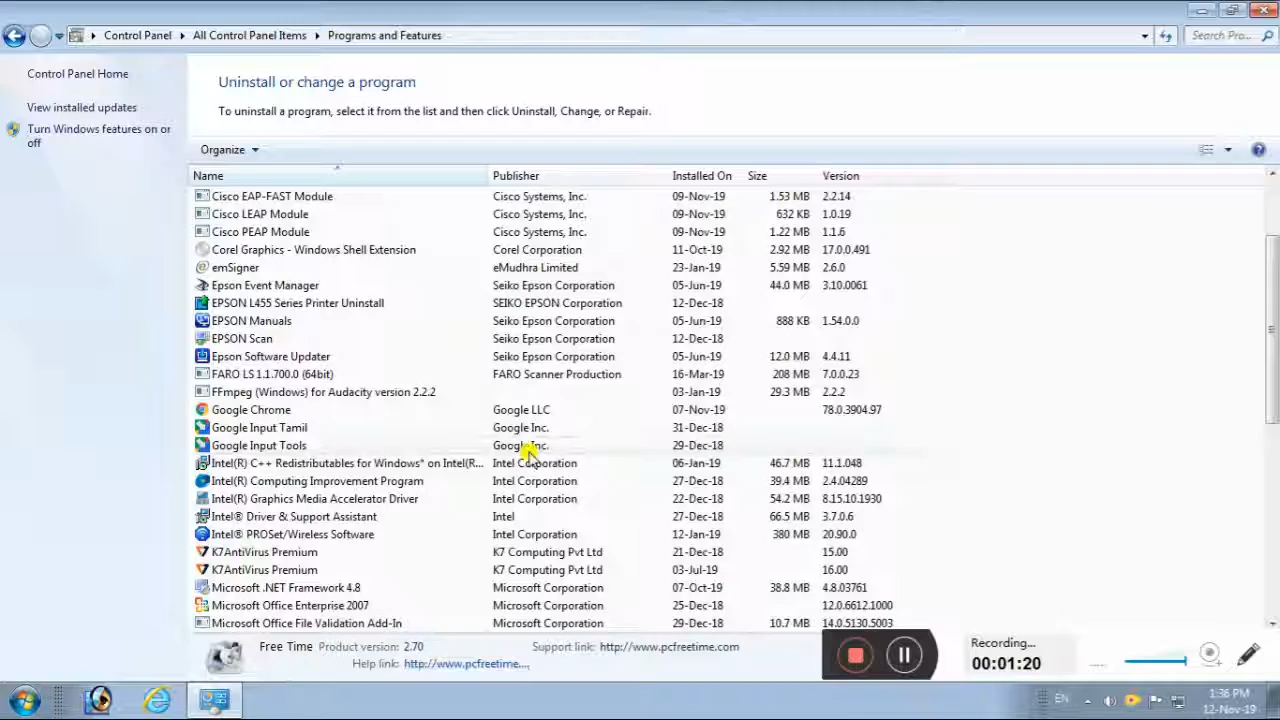 Control Panel All Control Panel Items Programs and Features Search Pro...
Control Panel Home
View installed updates
Turn Windows features on or
off
Uninstall or change a program
To uninstall a program, select it from the list and then click Uninstall, Change, or Repair.
Organize
Name Publisher Installed On Size Version
Cisco EAP-FAST Module Cisco Systems, Inc. 09-Nov-19 1.53 MB 2.2.14
Cisco LEAP Module Cisco Systems, Inc. 09-Nov-19 632 KB 1.0.19
Cisco PEAP Module Cisco Systems, Inc. 09-Nov-19 1.22 MB 1.1.6
Corel Graphics - Windows Shell Extension Corel Corporation 11-Oct-19 2.92 MB 17.0.0.491
emSigner eMudhra Limited 23-Jan-19 5.59 MB 2.6.0
Epson Event Manager Seiko Epson Corporation 05-Jun-19 44.0 MB 3.10.0061
EPSON L455 Series Printer Uninstall SEIKO EPSON Corporation 12-Dec-18
EPSON Manuals Seiko Epson Corporation 05-Jun-19 888 KB 1.54.0.0
EPSON Scan Seiko Epson Corporation 12-Dec-18
Epson Software Updater Seiko Epson Corporation 05-Jun-19 12.0 MB 4.4.11
FARO LS 1.1.700.0 (64bit) FARO Scanner Production 16-Mar-19 208 MB 7.0.0.23
FFmpeg (Windows) for Audacity version 2.2.2 03-Jan-19 29.3 MB 2.2.2
Google Chrome Google LLC 07-Nov-19 78.0.3904.97
Google Input Tamil Google Inc. 31-Dec-18
Google Input Tools Google Inc. 29-Dec-18
Intel(R) C++ Redistributables for Windows* on Intel(R... Intel Corporation 06-Jan-19 46.7 MB 11.1.048
Intel(R) Computing Improvement Program Intel Corporation 27-Dec-18 39.4 MB 2.4.04289
Intel(R) Graphics Media Accelerator Driver Intel Corporation 22-Dec-18 54.2 MB 8.15.10.1930
Intel® Driver & Support Assistant Intel 27-Dec-18 66.5 MB 3.7.0.6
Intel® PROSet/Wireless Software Intel Corporation 12-Jan-19 380 MB 20.90.0
K7AntiVirus Premium K7 Computing Pvt Ltd 21-Dec-18 15.00
K7AntiVirus Premium K7 Computing Pvt Ltd 03-Jul-19 16.00
Microsoft .NET Framework 4.8 Microsoft Corporation 07-Oct-19 38.8 MB 4.8.03761
Microsoft Office Enterprise 2007 Microsoft Corporation 25-Dec-18 12.0.6612.1000
Microsoft Office File Validation Add-In Microsoft Corporation 29-Dec-18 10.7 MB 14.0.5130.5003
Free Time Product version: 2.70 Support link: http://www.pcfreetime.com
Help link: http://www.pcfreetime....
Recording...
00:01:20
EN 1:36 PM
12-Nov-19